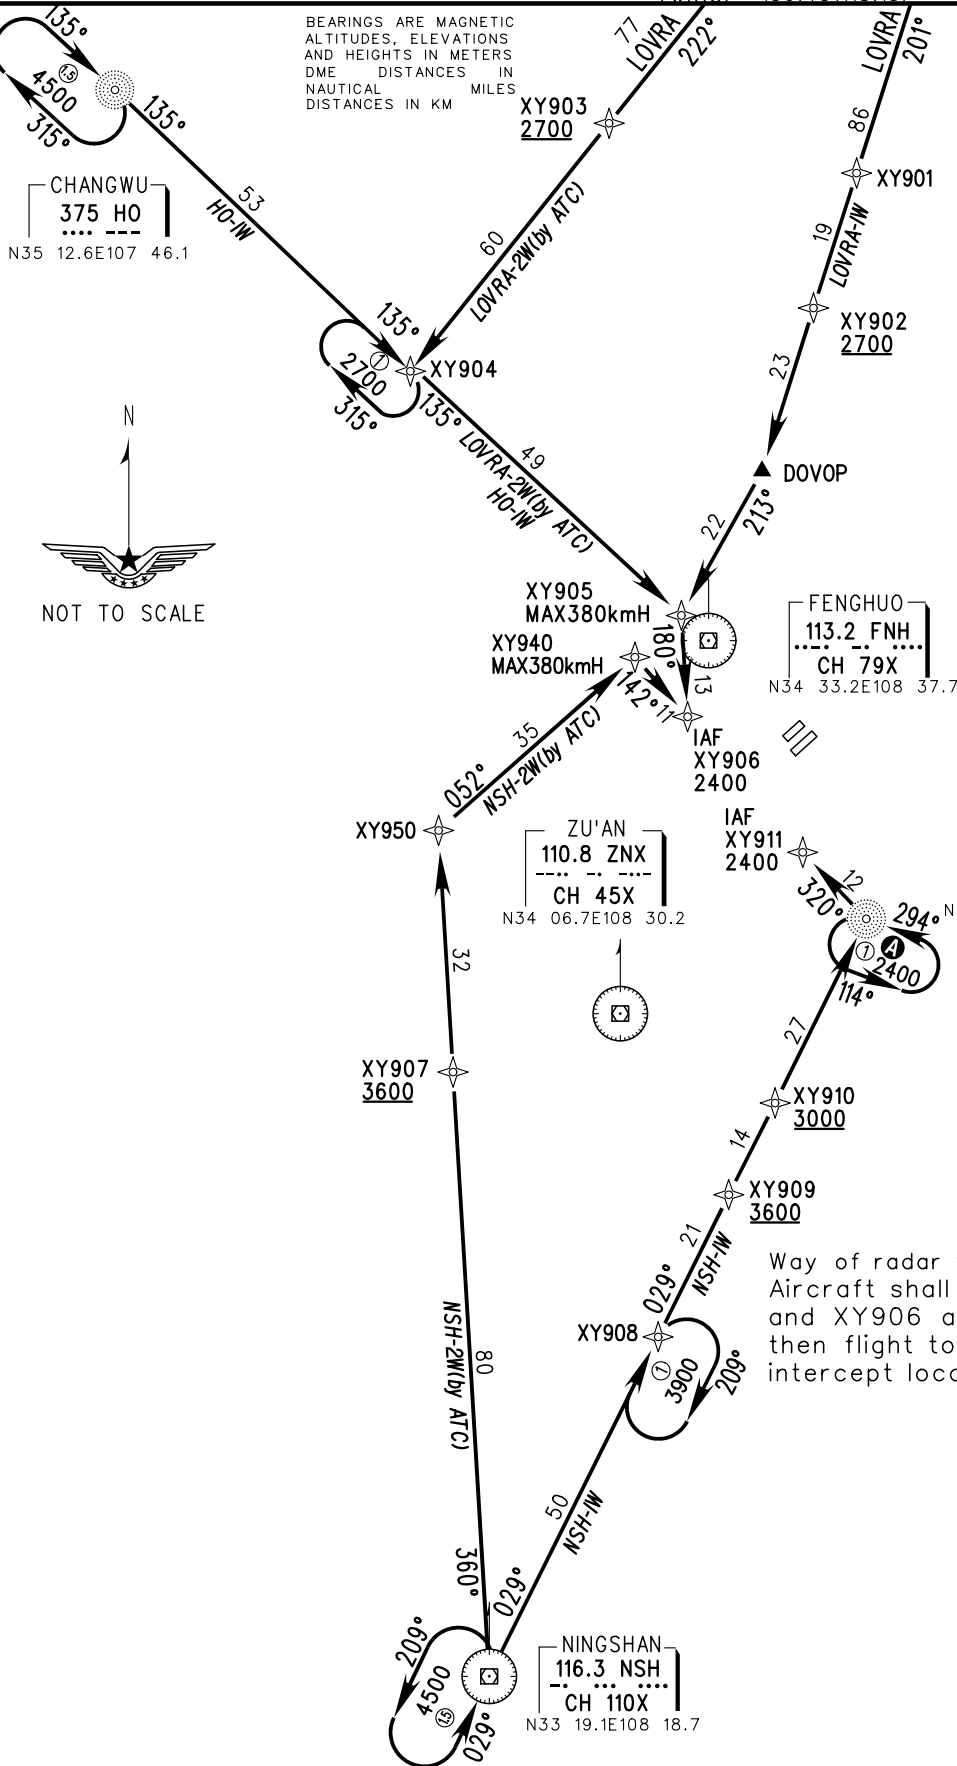 BEARINGS ARE MAGNETIC
ALTITUDES, ELEVATIONS
AND HEIGHTS IN METERS
DME DISTANCES IN
NAUTICAL MILES
DISTANCES IN KM
135°
1.5
4500
315°
135°
CHANGWU
375 HO
N35 12.6E107 46.1
53
HO-1W
77
LOVRA
222°
XY903
2700
60
LOVRA-2W(by ATC)
LOVRA
201°
86
XY901
19
LOVRA-1W
XY902
2700
23
DOVOP
213°
22
135°
1
2700
315°
XY904
135°
49
LOVRA-2W(by ATC)
HO-1W
N
NOT TO SCALE
XY905
MAX380kmH
XY940
MAX380kmH
180°
13
142°
11
FENGHUO
113.2 FNH
CH 79X
N34 33.2E108 37.7
IAF
XY906
2400
35
052°
NSH-2W(by ATC)
XY950
IAF
XY911
2400
12
320°
294°
N
1
A
2400
114°
ZU'AN
110.8 ZNX
CH 45X
N34 06.7E108 30.2
32
27
XY907
3600
XY910
3000
14
XY909
3600
21
NSH-1W
029°
Way of radar
Aircraft shall
and XY906 a
then flight to
intercept loca
XY908
1
3900
209°
80
NSH-2W(by ATC)
50
NSH-1W
360°
029°
209°
4500
1.5
029°
NINGSHAN
116.3 NSH
CH 110X
N33 19.1E108 18.7